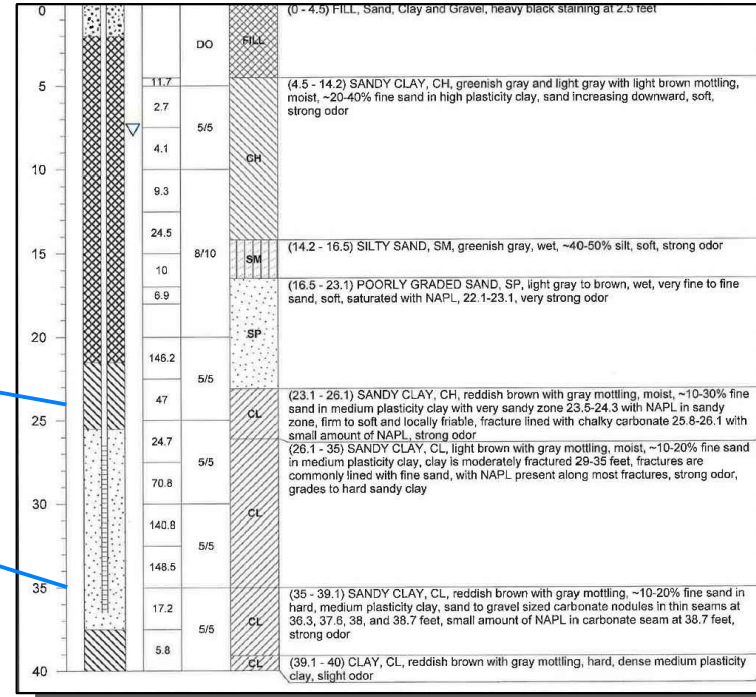 0
(0 - 4.5) FILL, Sand, Clay and Gravel, heavy black staining at 2.5 feet
DO
FILL
5
11.7
(4.5 - 14.2) SANDY CLAY, CH, greenish gray and light gray with light brown mottling,
moist, ~20-40% fine sand in high plasticity clay, sand increasing downward, soft,
strong odor
2.7
5/5
4.1
CH
10
9.3
24.5
(14.2 - 16.5) SILTY SAND, SM, greenish gray, wet, ~40-50% silt, soft, strong odor
15
8/10
SM
10
(16.5 - 23.1) POORLY GRADED SAND, SP, light gray to brown, wet, very fine to fine
sand, soft, saturated with NAPL, 22.1-23.1, very strong odor
6.9
20
SP
146.2
5/5
47
(23.1 - 26.1) SANDY CLAY, CH, reddish brown with gray mottling, moist, ~10-30% fine
sand in medium plasticity clay with very sandy zone 23.5-24.3 with NAPL in sandy
zone, firm to soft and locally friable, fracture lined with chalky carbonate 25.8-26.1 with
small amount of NAPL, strong odor
CL
25
24.7
(26.1 - 35) SANDY CLAY, CL, light brown with gray mottling, moist, ~10-20% fine sand
in medium plasticity clay, clay is moderately fractured 29-35 feet, fractures are
commonly lined with fine sand, with NAPL present along most fractures, strong odor,
grades to hard sandy clay
5/5
70.8
30
CL
140.8
5/5
148.5
35
(35 - 39.1) SANDY CLAY, CL, reddish brown with gray mottling, ~10-20% fine sand in
hard, medium plasticity clay, sand to gravel sized carbonate nodules in thin seams at
36.3, 37.6, 38, and 38.7 feet, small amount of NAPL in carbonate seam at 38.7 feet,
strong odor
17.2
CL
5/5
5.8
40
CL
(39.1 - 40) CLAY, CL, reddish brown with gray mottling, hard, dense medium plasticity
clay, slight odor